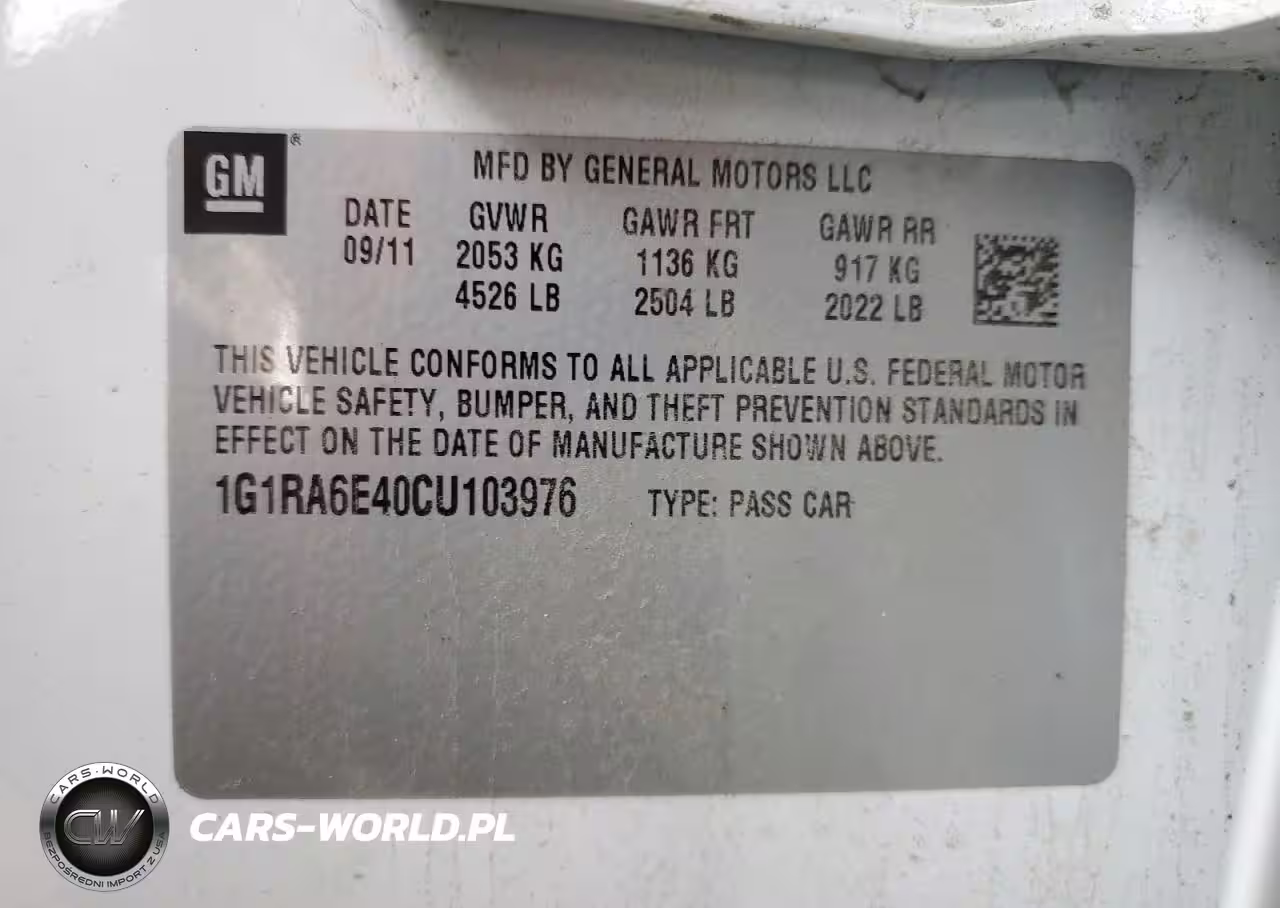 GM®
MFD BY GENERAL MOTORS LLC
DATE GVWR GAWR FRT GAWR RR
09/11 2053 KG 1136 KG 917 KG
4526 LB 2504 LB 2022 LB
THIS VEHICLE CONFORMS TO ALL APPLICABLE U.S. FEDERAL MOTOR
VEHICLE SAFETY, BUMPER, AND THEFT PREVENTION STANDARDS IN
EFFECT ON THE DATE OF MANUFACTURE SHOWN ABOVE.
1G1RA6E40CU103976 TYPE: PASS CAR
CARS-WORLD
CW
BEZPOŚREDNI IMPORT Z USA
CARS-WORLD.PL